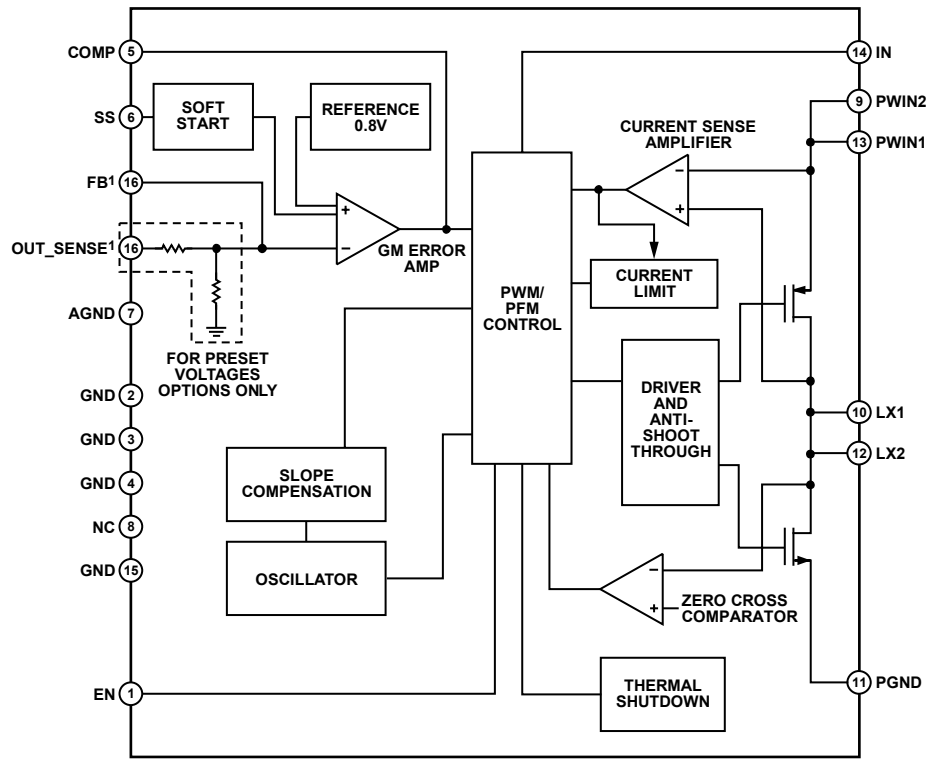 COMP 5
SS 6
FB1 16
OUT_SENSE1 16
AGND 7
GND 2
GND 3
GND 4
NC 8
GND 15
EN 1
SOFT
START
REFERENCE
0.8V
+
−
GM ERROR
AMP
FOR PRESET
VOLTAGES
OPTIONS ONLY
SLOPE
COMPENSATION
OSCILLATOR
PWM/
PFM
CONTROL
CURRENT SENSE
AMPLIFIER
−
+
CURRENT
LIMIT
DRIVER
AND
ANTI-
SHOOT
THROUGH
−
+
ZERO CROSS
COMPARATOR
THERMAL
SHUTDOWN
14 IN
9 PWIN2
13 PWIN1
10 LX1
12 LX2
11 PGND